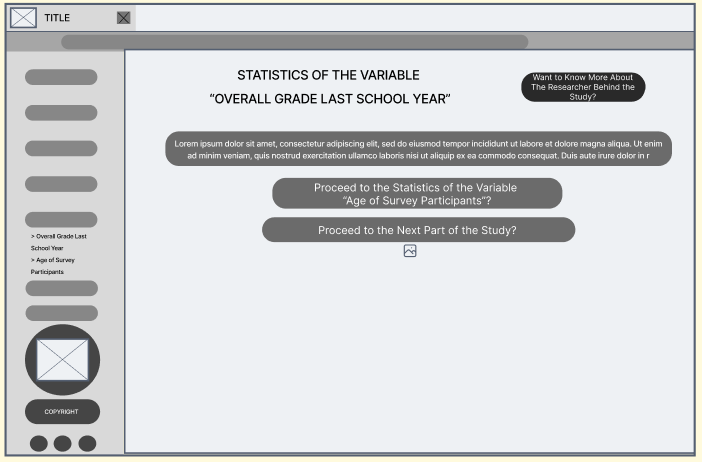 TITLE
STATISTICS OF THE VARIABLE
“OVERALL GRADE LAST SCHOOL YEAR”
Want to Know More About
The Researcher Behind the
Study?
Lorem ipsum dolor sit amet, consectetur adipiscing elit, sed do eiusmod tempor incididunt ut labore et dolore magna aliqua. Ut enim
ad minim veniam, quis nostrud exercitation ullamco laboris nisi ut aliquip ex ea commodo consequat. Duis aute irure dolor in r
Proceed to the Statistics of the Variable
“Age of Survey Participants”?
Proceed to the Next Part of the Study?
> Overall Grade Last
School Year
> Age of Survey
Participants
COPYRIGHT